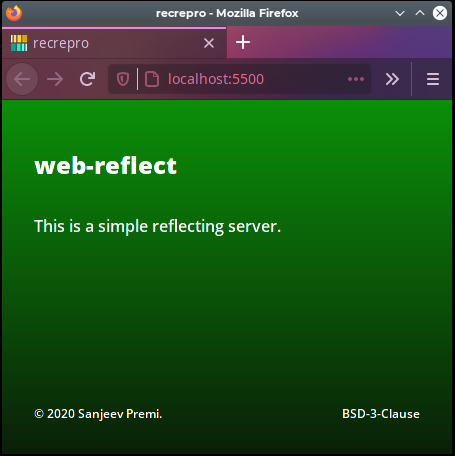 recrepro - Mozilla Firefox
recrepro
localhost:5500
web-reflect
This is a simple reflecting server.
© 2020 Sanjeev Premi.
BSD-3-Clause